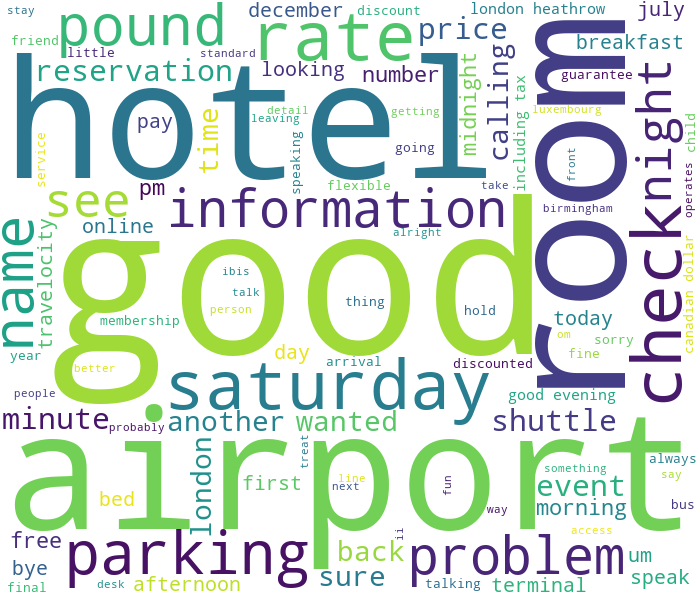 stay
pound
december
discount
london heathrow
july
friend
little
standard
rate
price
breakfast
reservation
looking
number
midnight
calling
guarantee
hotel
room
check
night
child
detail
getting
luxembourg
pay
time
leaving
speaking
going
including tax
front
service
pm
flexible
take
operates
see
information
birmingham
name
travelocity
online
alright
good
canadian dollar
ibis
talk
person
thing
hold
membership
today
om
sorry
fine
year
day
arrival
discounted
better
people
saturday
good evening
minute
probably
another
wanted
shuttle
airport
london
treat
first
line
next
fun
something
always
say
event
bed
way
morning
bus
free
parking
ii
back
problem
access
um
bye
sure
speak
final
desk
afternoon
talking
terminal